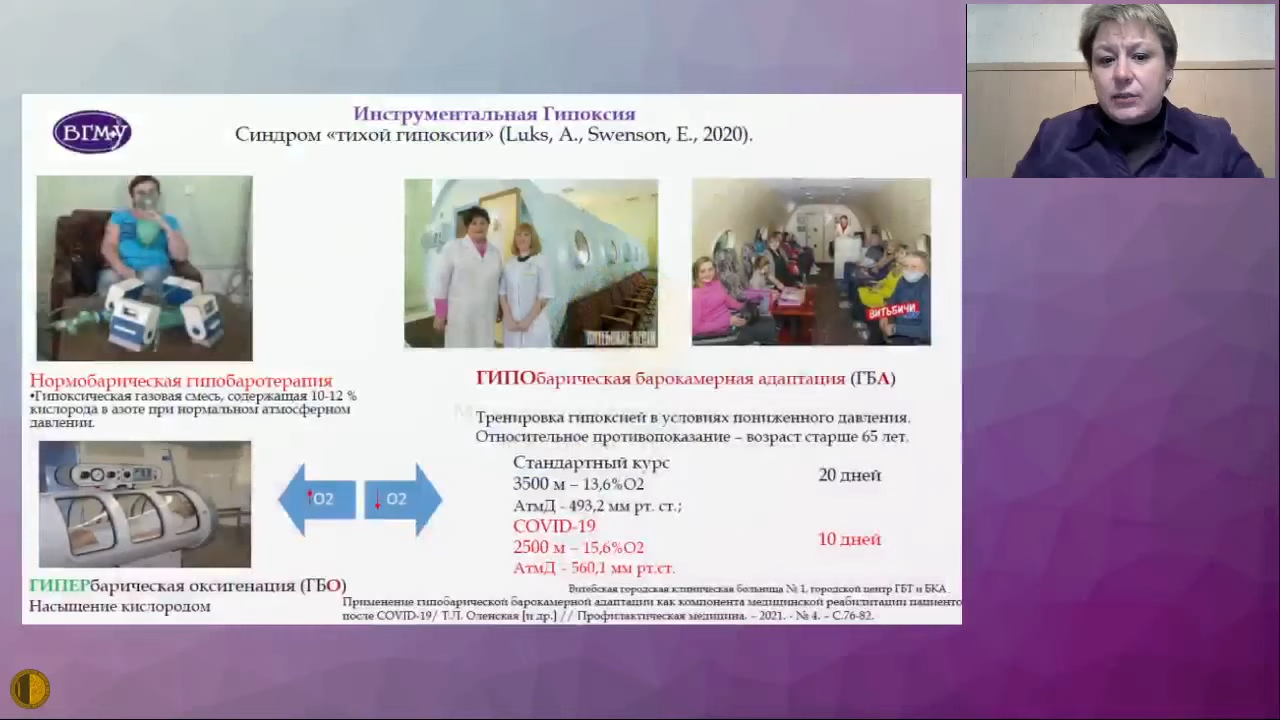 Инструментальная Гипоксия
Синдром «тихой гипоксии» (Luks, A., Swenson, E., 2020).
ВГМУ
ВИТЕБСКИЕ ВЕСТИ
ВИТЬБИЧИ
Нормобарическая гипобаротерапия
•Гипоксическая газовая смесь, содержащая 10-12 %
кислорода в азоте при нормальном атмосферном
давлении.
ГИПОбарическая барокамерная адаптация (ГБА)
Тренировка гипоксией в условиях пониженного давления.
Относительное противопоказание – возраст старше 65 лет.
Стандартный курс
3500 м – 13,6%О2
20 дней
АтмД - 493,2 мм рт. ст.;
COVID-19
2500 м – 15,6%О2
10 дней
АтмД – 560,1 мм рт.ст.
↑О2
↓ О2
ГИПЕРбарическая оксигенация (ГБО)
Насыщение кислородом
Витебская городская клиническая больница № 1, городской центр ГБТ и БКА
Применение гипобарической барокамерной адаптации как компонента медицинской реабилитации пациенто
после COVID-19/ Т.Л. Оленская [и др.] // Профилактическая медицина. – 2021. - № 4. – С.76-82.